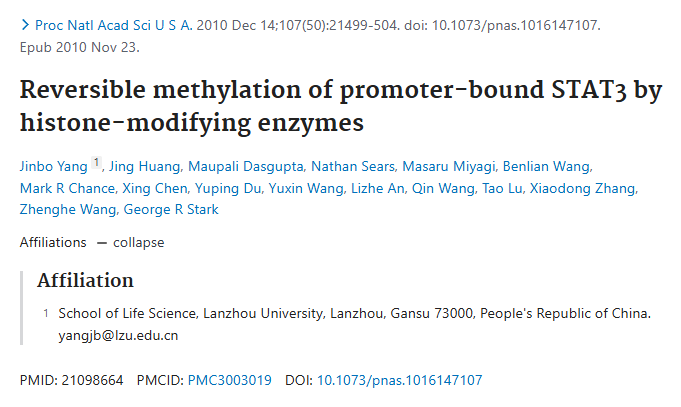 > Proc Natl Acad Sci U S A. 2010 Dec 14;107(50):21499-504. doi: 10.1073/pnas.1016147107.
Epub 2010 Nov 23.
Reversible methylation of promoter-bound STAT3 by
histone-modifying enzymes
Jinbo Yang 1, Jing Huang, Maupali Dasgupta, Nathan Sears, Masaru Miyagi, Benlian Wang,
Mark R Chance, Xing Chen, Yuping Du, Yuxin Wang, Lizhe An, Qin Wang, Tao Lu, Xiaodong Zhang,
Zhenghe Wang, George R Stark
Affiliations — collapse
Affiliation
1 School of Life Science, Lanzhou University, Lanzhou, Gansu 73000, People's Republic of China.
yangjb@lzu.edu.cn
PMID: 21098664 PMCID: PMC3003019 DOI: 10.1073/pnas.1016147107